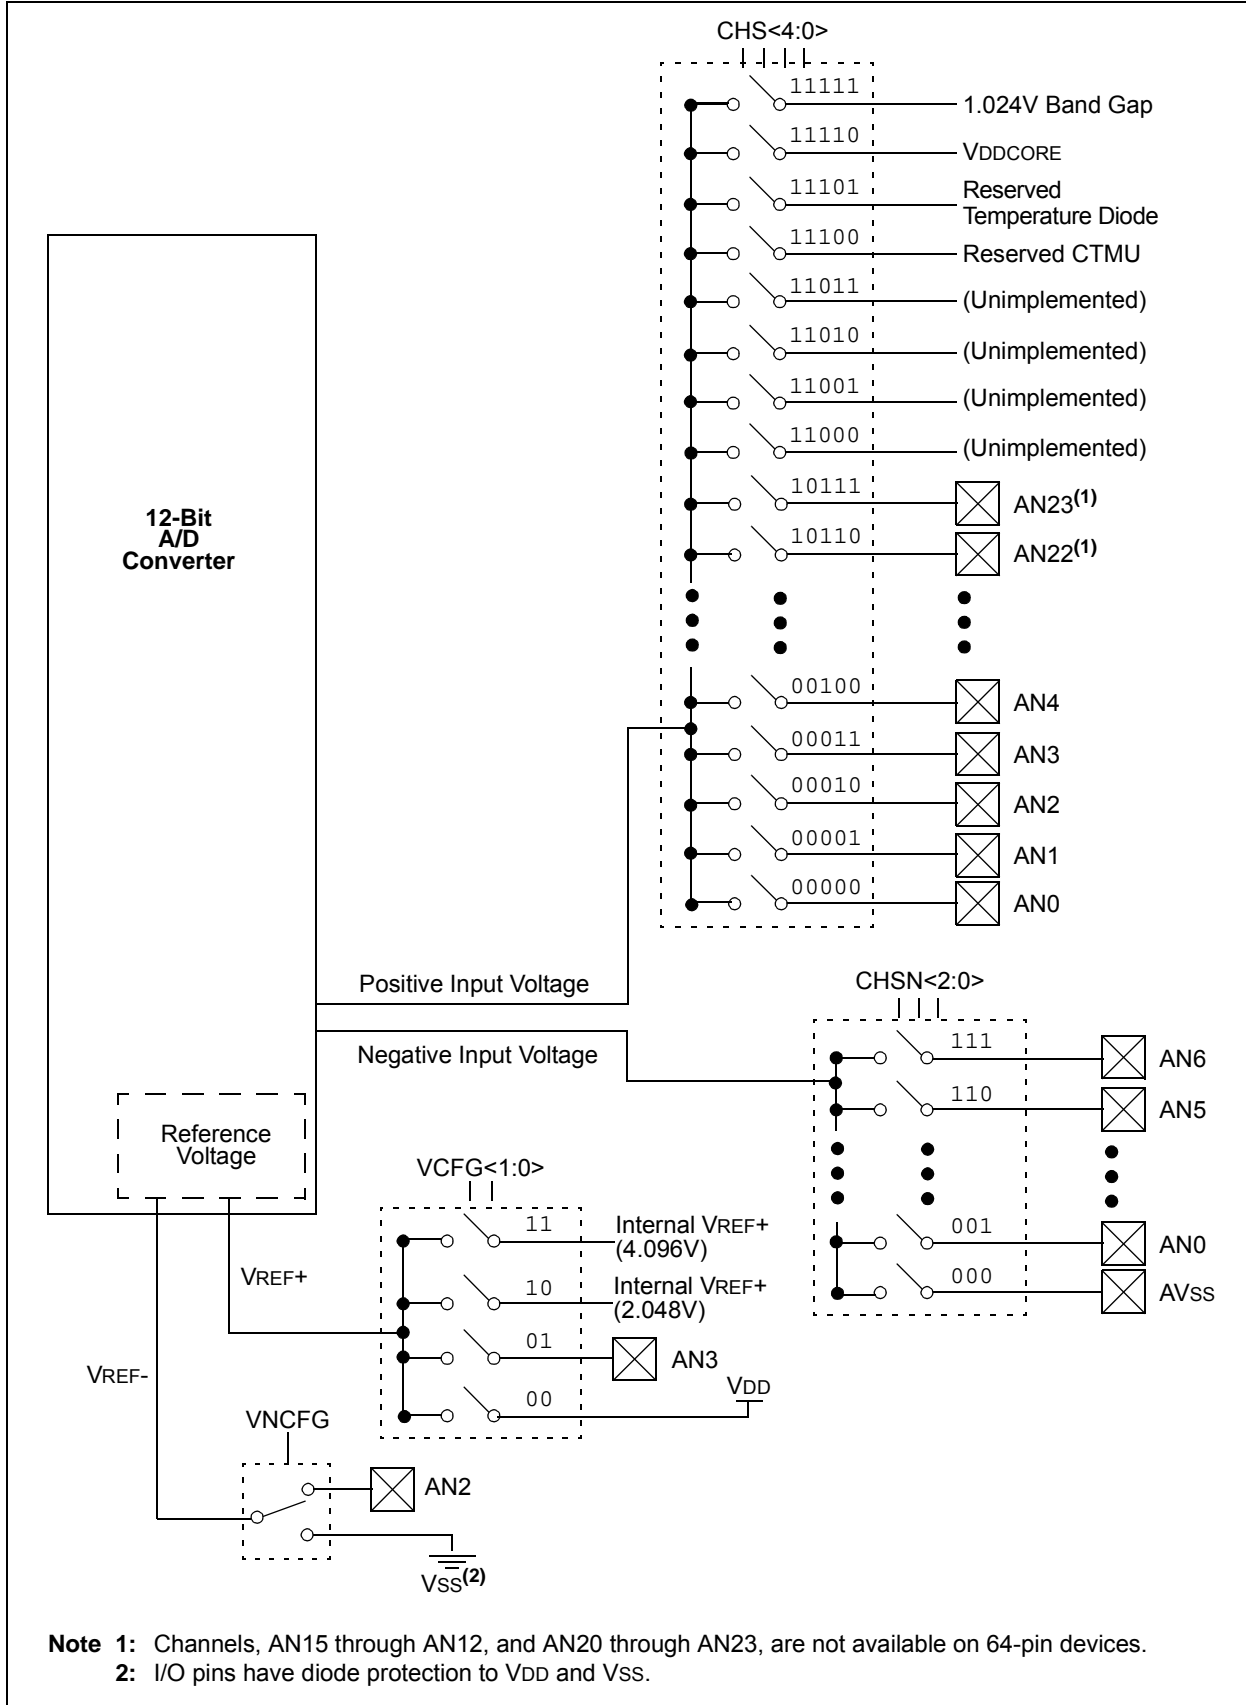 CHS<4:0>
11111
1.024V Band Gap
11110
VDDCORE
11101
Reserved
Temperature Diode
11100
Reserved CTMU
11011
(Unimplemented)
11010
(Unimplemented)
11001
(Unimplemented)
11000
(Unimplemented)
10111
AN23(1)
10110
AN22(1)
12-Bit
A/D
Converter
00100
AN4
00011
AN3
00010
AN2
00001
AN1
00000
AN0
Positive Input Voltage
Negative Input Voltage
CHSN<2:0>
111
AN6
110
AN5
001
AN0
000
AVSS
Reference
Voltage
VCFG<1:0>
11
Internal VREF+
(4.096V)
10
Internal VREF+
(2.048V)
01
AN3
00
VDD
VREF+
VREF-
VNCFG
AN2
VSS(2)
Note 1: Channels, AN15 through AN12, and AN20 through AN23, are not available on 64-pin devices.
2: I/O pins have diode protection to VDD and VSS.